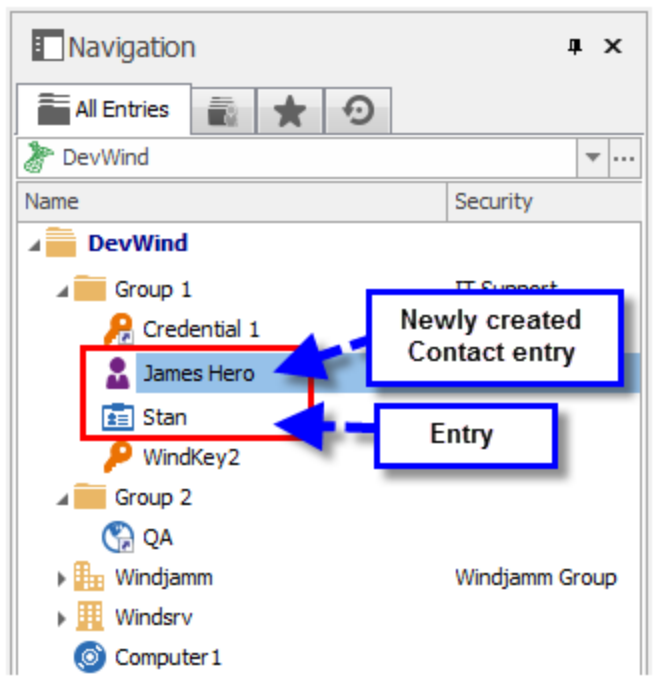 Navigation
All Entries
DevWind
Name Security
DevWind
Group 1 IT Support
Credential 1
Newly created
Contact entry
James Hero
Stan
Entry
WindKey2
Group 2
QA
Windjamm Windjamm Group
Windsrv
Computer1